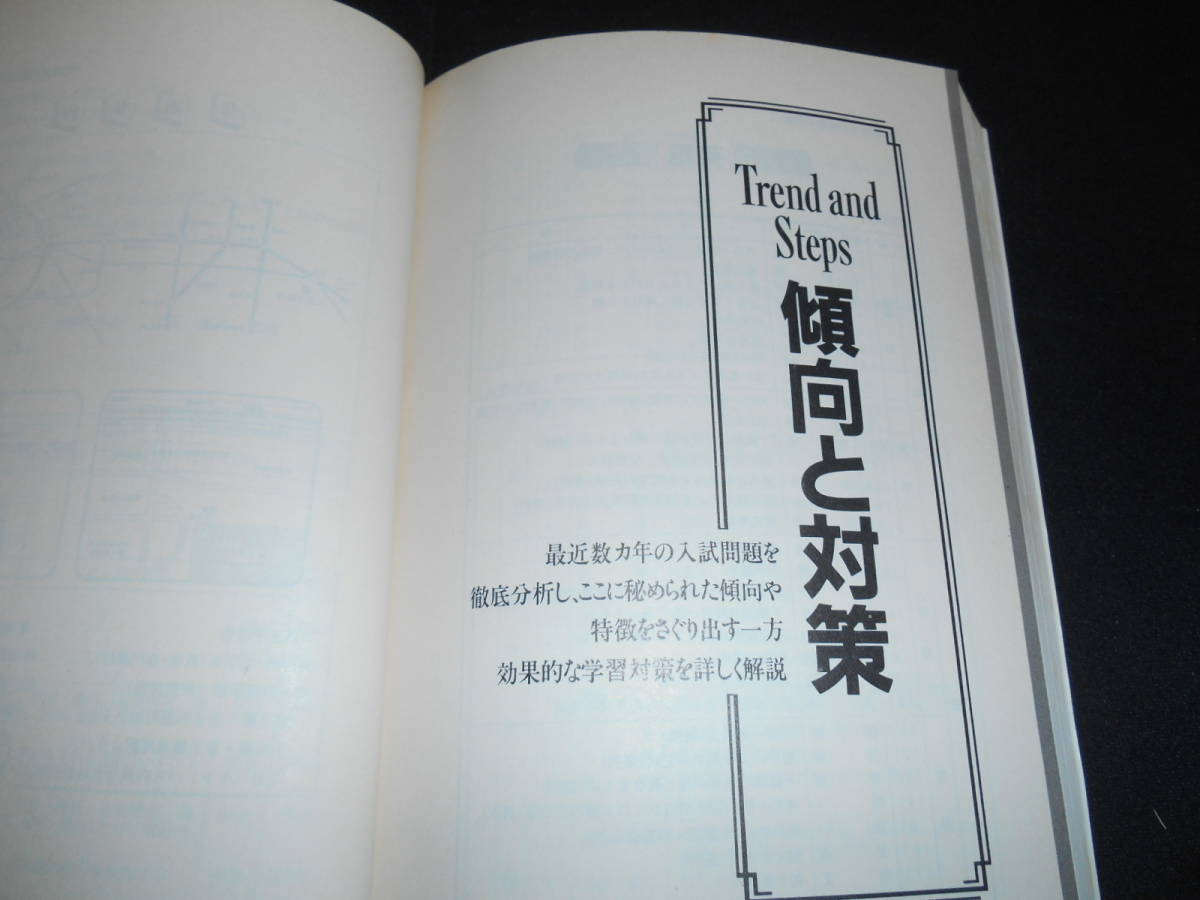 Trend and
Steps
傾向と対策
最近数カ年の入試問題を
徹底分析し、ここに秘められた傾向や
特徴をさぐり出す一方
効果的な学習対策を詳しく解説